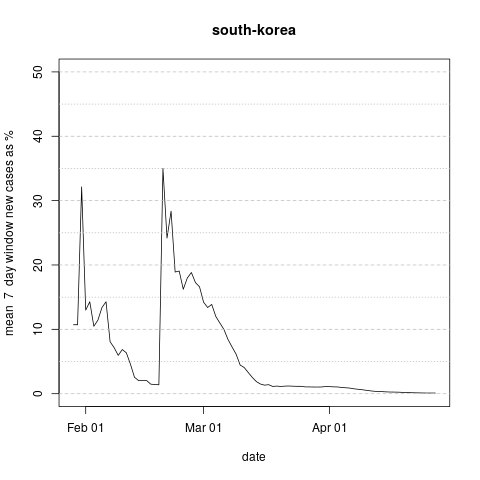 south-korea
mean 7 day window new cases as %
50
40
30
20
10
0
Feb 01
Mar 01
Apr 01
date